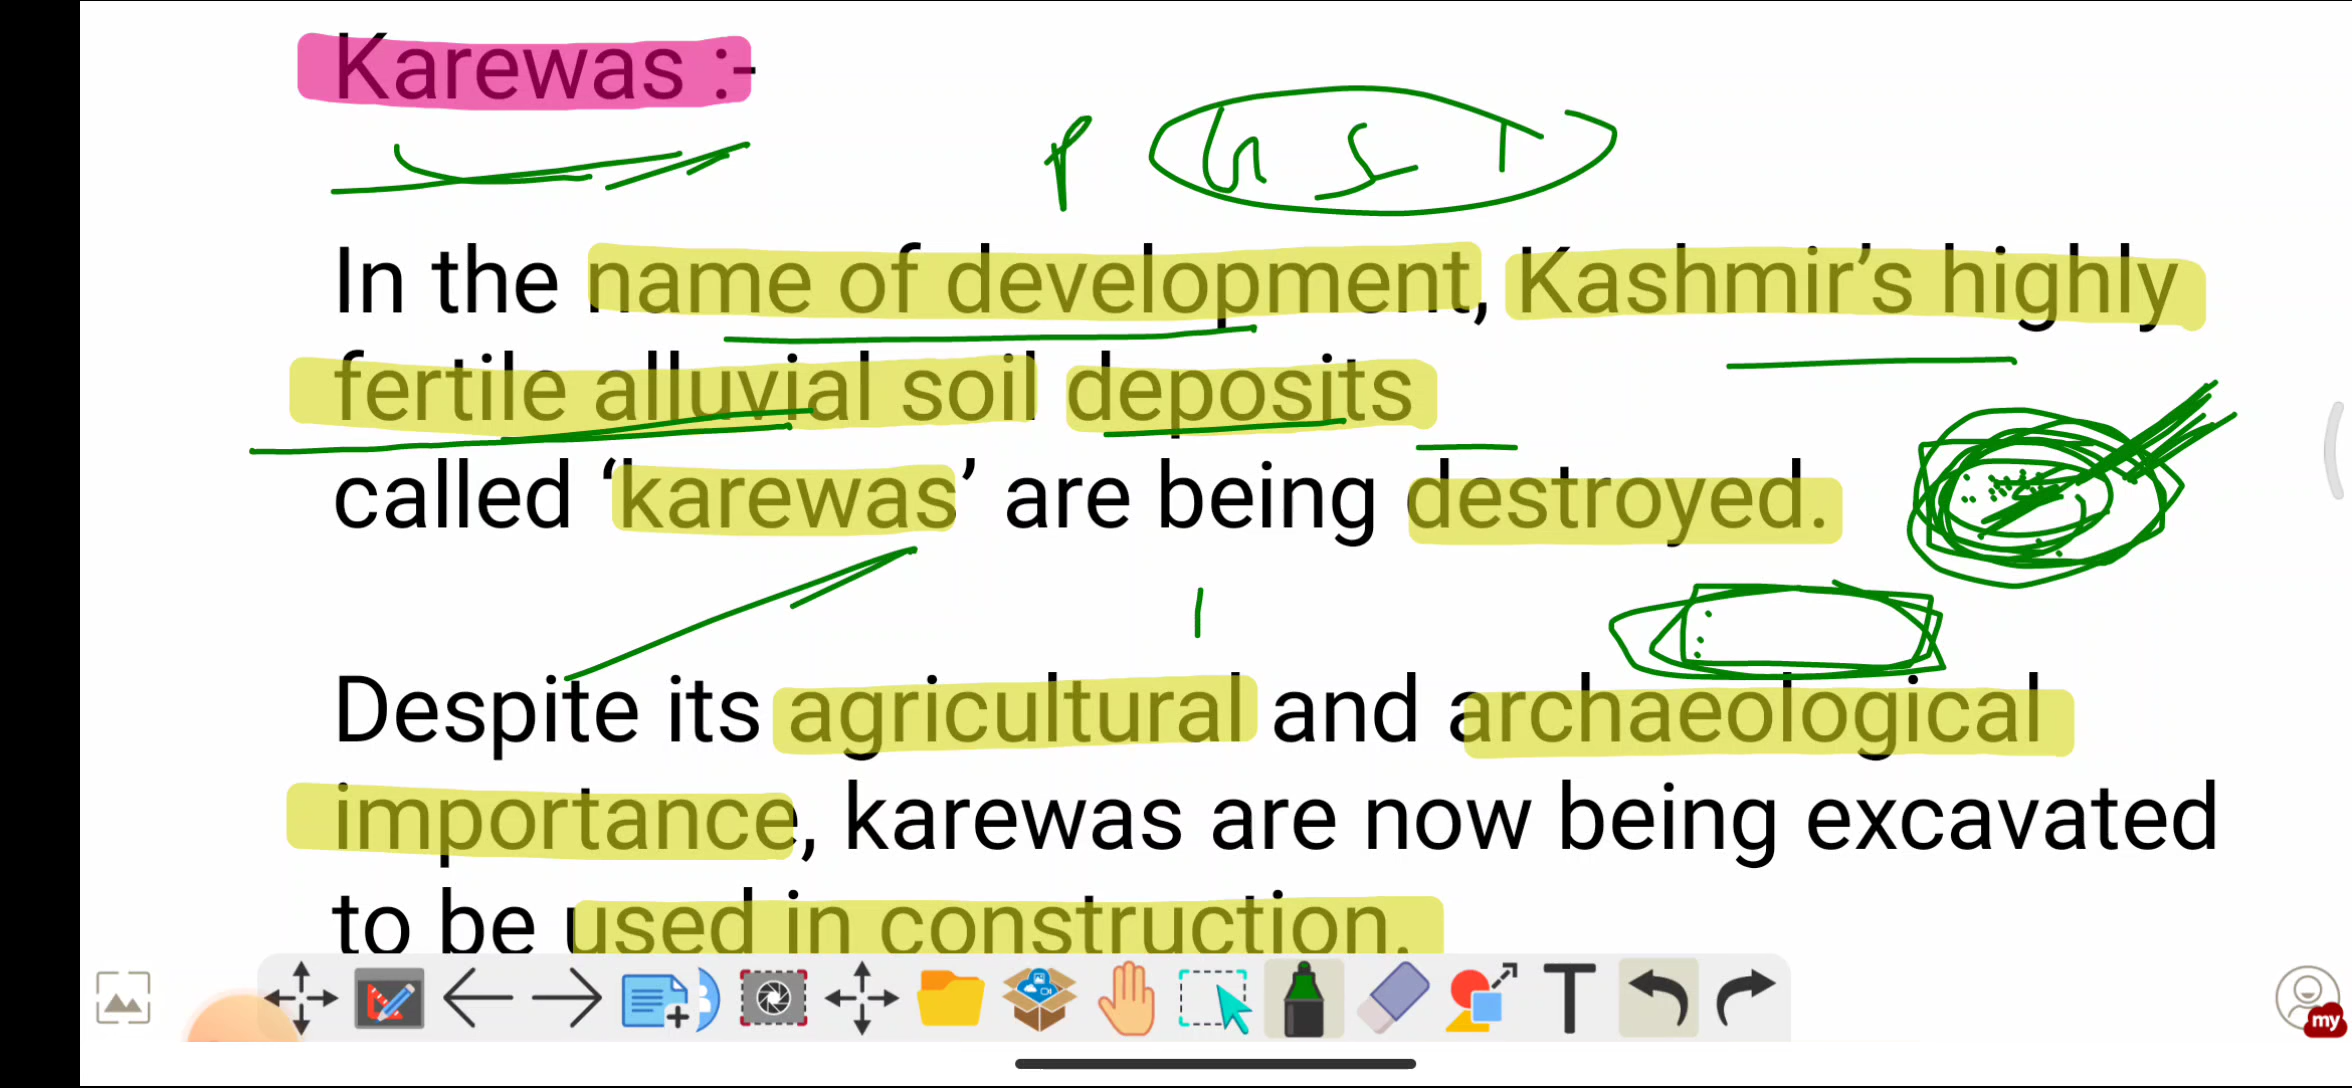 Karewas :-
In the name of development, Kashmir’s highly
fertile alluvial soil deposits
called ‘karewas’ are being destroyed.
Despite its agricultural and archaeological
importance, karewas are now being excavated
to be used in construction.
T
my